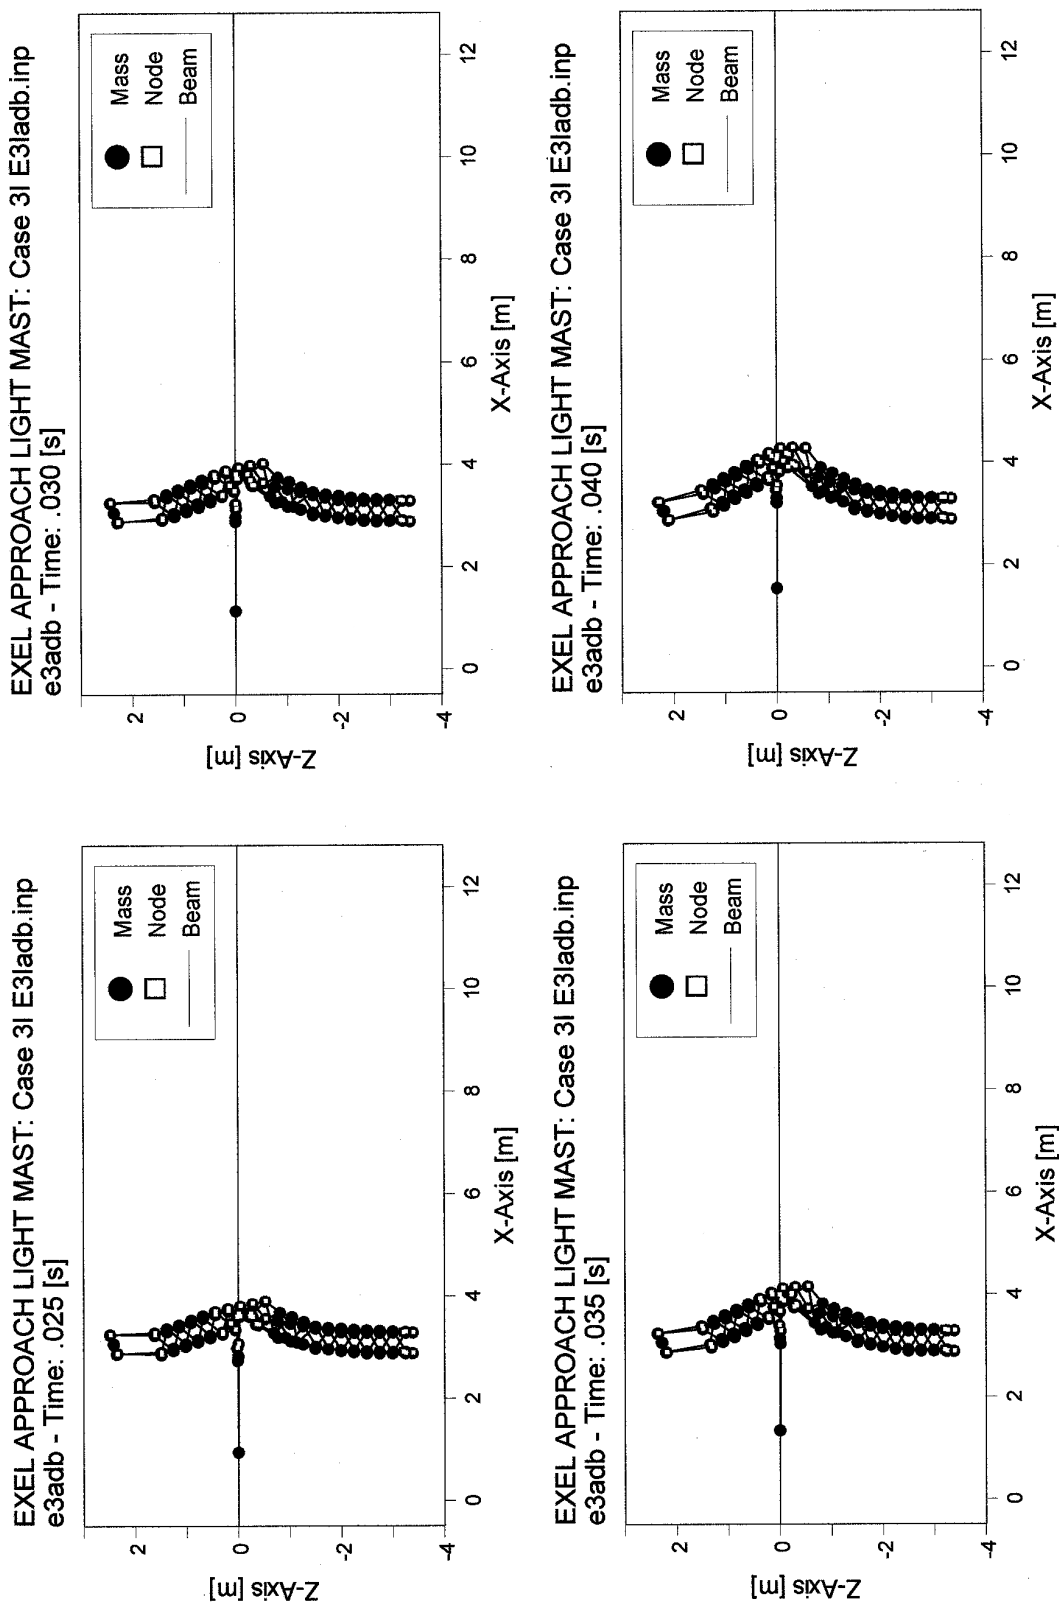 EXEL APPROACH LIGHT MAST: Case 3I E3Iadb.inp
e3adb - Time: .025 [s]
Mass
Node
Beam
2
0
-2
-4
Z-Axis [m]
0
2
4
6
8
10
12
X-Axis [m]
EXEL APPROACH LIGHT MAST: Case 3I E3Iadb.inp
e3adb - Time: .030 [s]
Mass
Node
Beam
2
0
-2
-4
Z-Axis [m]
0
2
4
6
8
10
12
X-Axis [m]
EXEL APPROACH LIGHT MAST: Case 3I E3Iadb.inp
e3adb - Time: .035 [s]
Mass
Node
Beam
2
0
-2
-4
Z-Axis [m]
0
2
4
6
8
10
12
X-Axis [m]
EXEL APPROACH LIGHT MAST: Case 3I E3Iadb.inp
e3adb - Time: .040 [s]
Mass
Node
Beam
2
0
-2
-4
Z-Axis [m]
0
2
4
6
8
10
12
X-Axis [m]